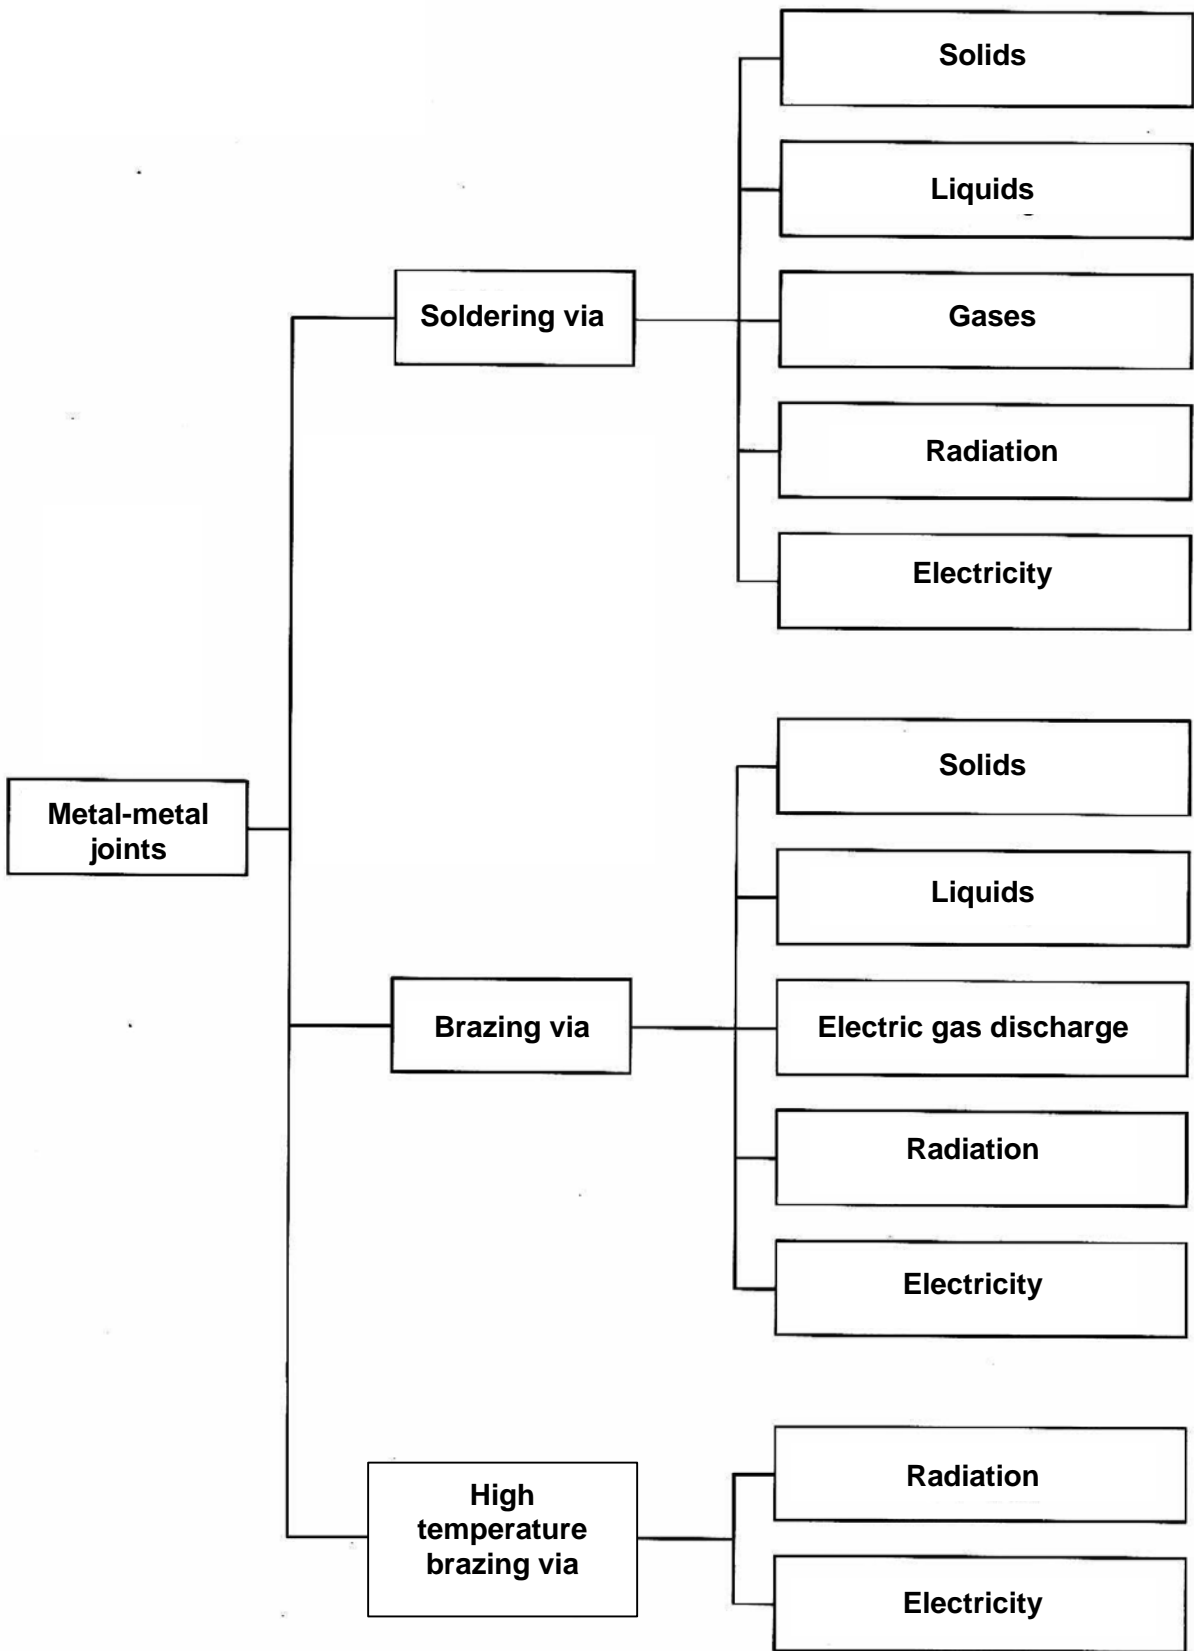 Solids
Liquids
Soldering via
Gases
Radiation
Electricity
Metal-metal
joints
Solids
Liquids
Brazing via
Electric gas discharge
Radiation
Electricity
High
temperature
brazing via
Radiation
Electricity